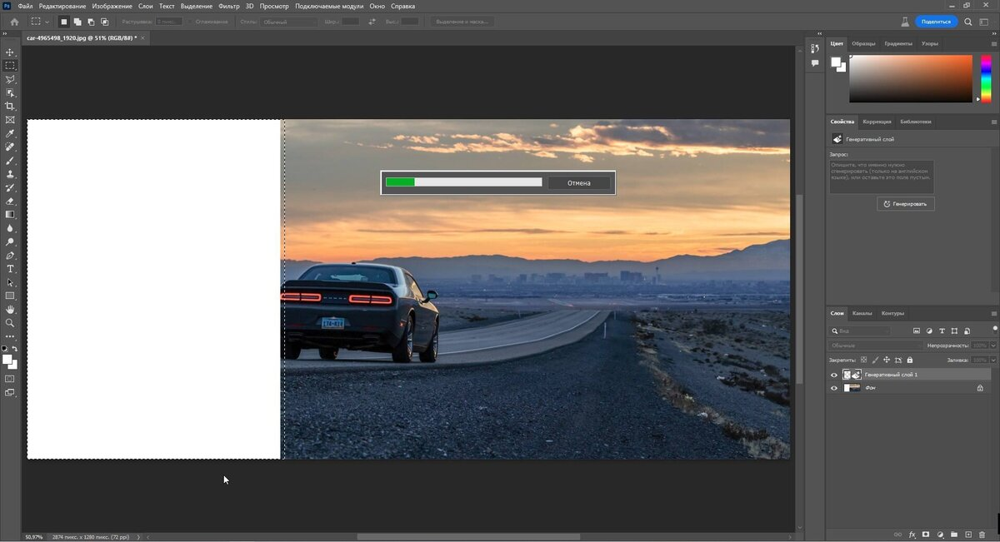 Ps Файл Редактирование Изображение Слои Текст Выделение Фильтр 3D Просмотр Подключаемые модули Окно Справка
Растушевка: 0 пикс. Сглаживание Стиль: Обычный Шир.: Выс.: Выделение и маска... Поделиться
car-4965498_1920.jpg @ 51% (RGB/8#) * ×
Цвет Образцы Градиенты Узоры
Свойства Коррекция Библиотеки
Генеративный слой
Запрос:
Опишите, что именно нужно
сгенерировать (только на английском
языке), или оставьте это поле пустым.
Отмена
Генерировать
DODGE
Слои Каналы Контуры
Вид
Обычные Непрозрачность: 100%
Закрепить: Заливка: 100%
Генеративный слой 1
Фон
50,97% 2874 пикс. x 1280 пикс. (72 ppi)
fx